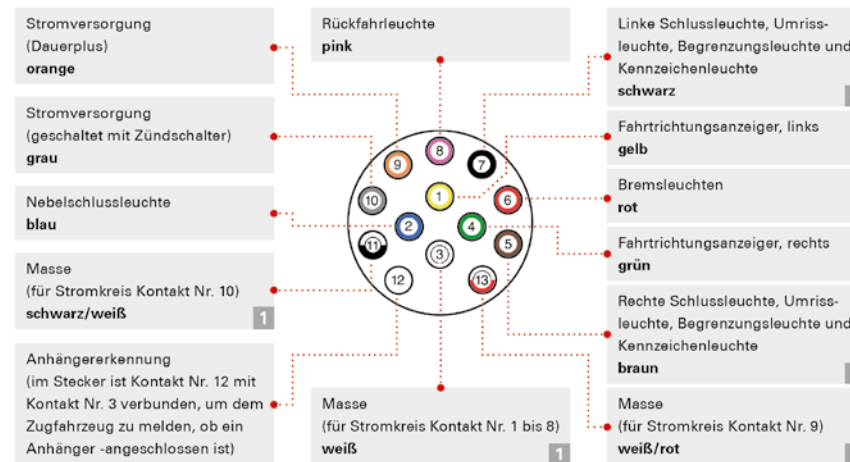 Stromversorgung
(Dauerplus)
orange
Stromversorgung
(geschaltet mit Zündschalter)
grau
Nebelschlussleuchte
blau
Masse
(für Stromkreis Kontakt Nr. 10)
schwarz/weiß
1
Anhängererkennung
(im Stecker ist Kontakt Nr. 12 mit
Kontakt Nr. 3 verbunden, um dem
Zugfahrzeug zu melden, ob ein
Anhänger -angeschlossen ist)
Rückfahrleuchte
pink
8
9
7
10
1
6
2
4
11
3
5
12
13
Masse
(für Stromkreis Kontakt Nr. 1 bis 8)
weiß
1
Linke Schlussleuchte, Umriss-
leuchte, Begrenzungsleuchte und
Kennzeichenleuchte
schwarz
Fahrtrichtungsanzeiger, links
gelb
Bremsleuchten
rot
Fahrtrichtungsanzeiger, rechts
grün
Rechte Schlussleuchte, Umriss-
leuchte, Begrenzungsleuchte und
Kennzeichenleuchte
braun
Masse
(für Stromkreis Kontakt Nr. 9)
weiß/rot